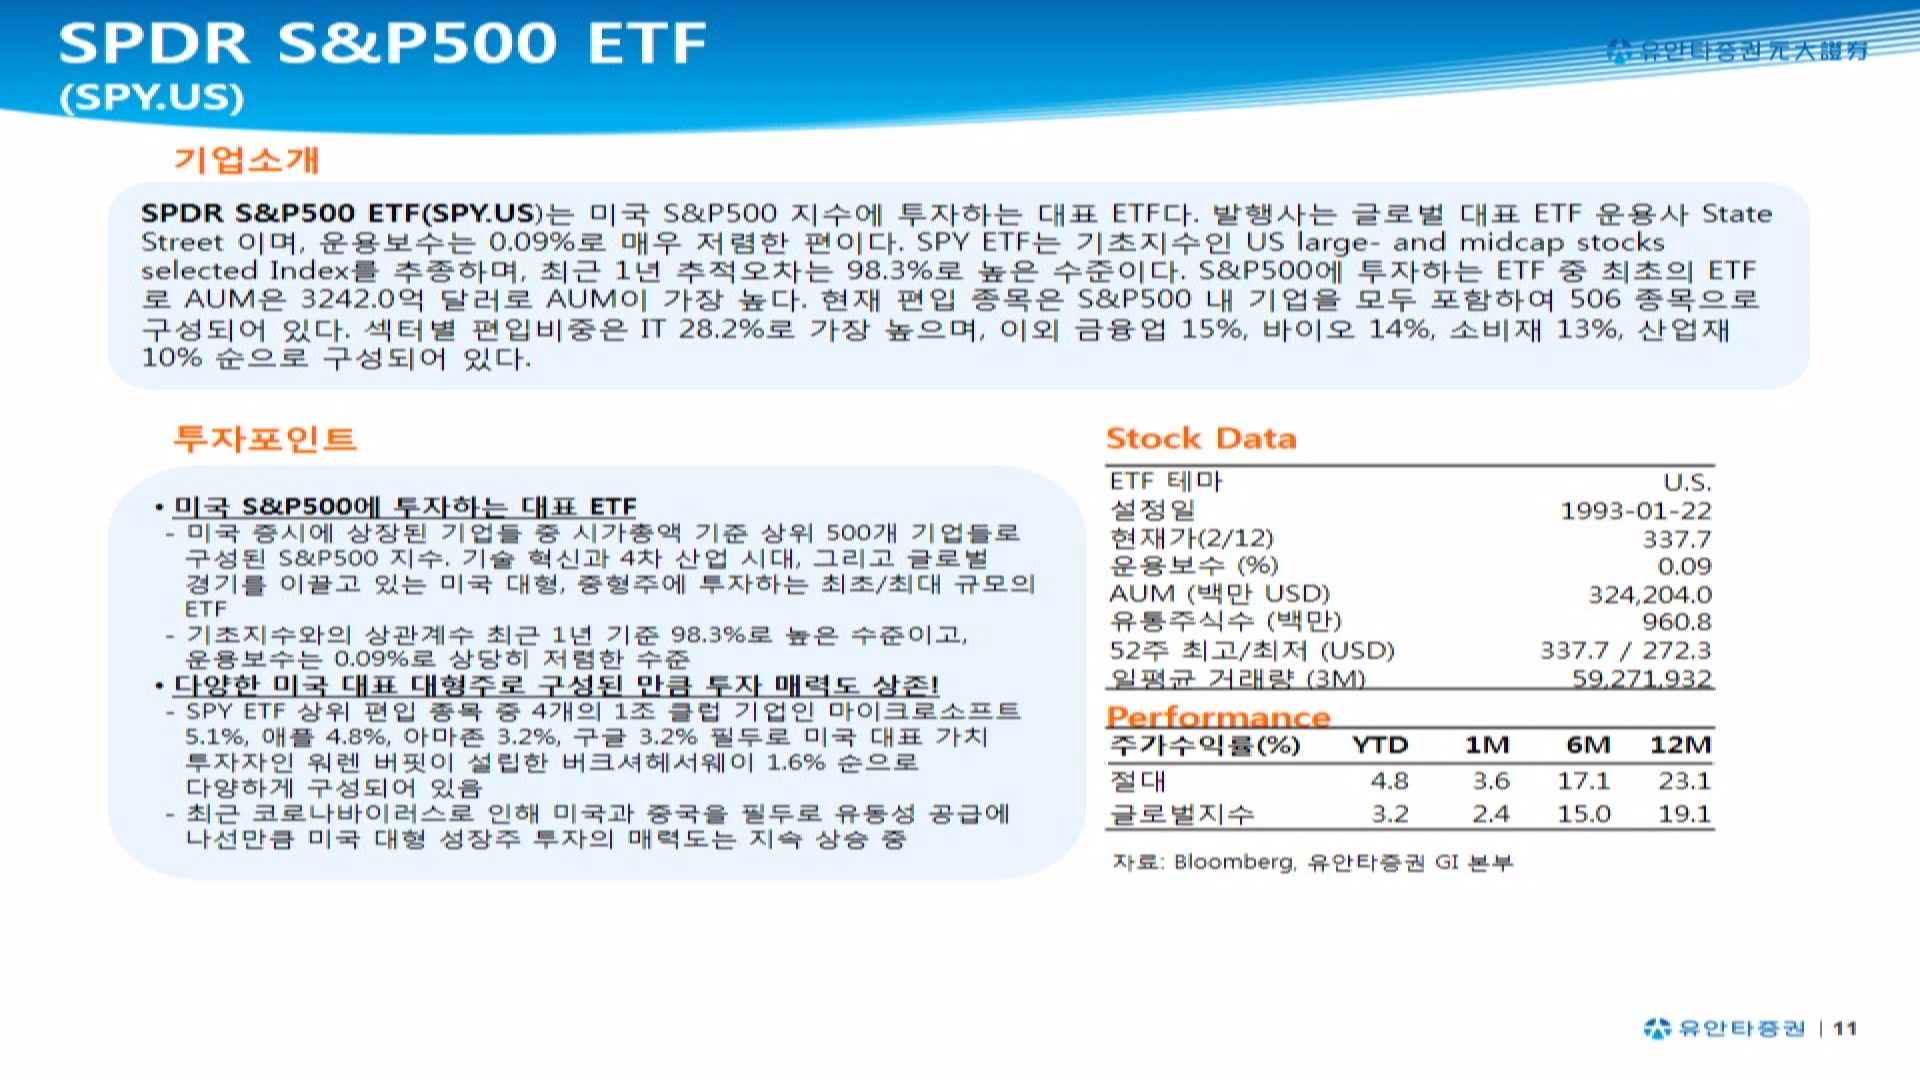 SPDR S&P500 ETF
(SPY.US)
유안타증권 元大證券
기업소개
SPDR S&P500 ETF(SPY.US)는 미국 S&P500 지수에 투자하는 대표 ETF다. 발행사는 글로벌 대표 ETF 운용사 State
Street 이며, 운용보수는 0.09%로 매우 저렴한 편이다. SPY ETF는 기초지수인 US large- and midcap stocks
selected Index를 추종하며, 최근 1년 추적오차는 98.3%로 높은 수준이다. S&P500에 투자하는 ETF 중 최초의 ETF
로 AUM은 3242.0억 달러로 AUM이 가장 높다. 현재 편입 종목은 S&P500 내 기업을 모두 포함하여 506 종목으로
구성되어 있다. 섹터별 편입비중은 IT 28.2%로 가장 높으며, 이외 금융업 15%, 바이오 14%, 소비재 13%, 산업재
10% 순으로 구성되어 있다.
투자포인트
• 미국 S&P500에 투자하는 대표 ETF
- 미국 증시에 상장된 기업들 중 시가총액 기준 상위 500개 기업들로
구성된 S&P500 지수. 기술 혁신과 4차 산업 시대, 그리고 글로벌
경기를 이끌고 있는 미국 대형, 중형주에 투자하는 최초/최대 규모의
ETF
- 기초지수와의 상관계수 최근 1년 기준 98.3%로 높은 수준이고,
운용보수는 0.09%로 상당히 저렴한 수준
• 다양한 미국 대표 대형주로 구성된 만큼 투자 매력도 상존!
- SPY ETF 상위 편입 종목 중 4개의 1조 클럽 기업인 마이크로소프트
5.1%, 애플 4.8%, 아마존 3.2%, 구글 3.2% 필두로 미국 대표 가치
투자자인 워렌 버핏이 설립한 버크셔헤서웨이 1.6% 순으로
다양하게 구성되어 있음
- 최근 코로나바이러스로 인해 미국과 중국을 필두로 유동성 공급에
나선만큼 미국 대형 성장주 투자의 매력도는 지속 상승 중
Stock Data
ETF 테마 U.S.
설정일 1993-01-22
현재가(2/12) 337.7
운용보수 (%) 0.09
AUM (백만 USD) 324,204.0
유통주식수 (백만) 960.8
52주 최고/최저 (USD) 337.7 / 272.3
일평균 거래량 (3M) 59,271,932
Performance
주가수익률(%) YTD 1M 6M 12M
절대 4.8 3.6 17.1 23.1
글로벌지수 3.2 2.4 15.0 19.1
자료: Bloomberg, 유안타증권 GI 본부
유안타증권 | 11